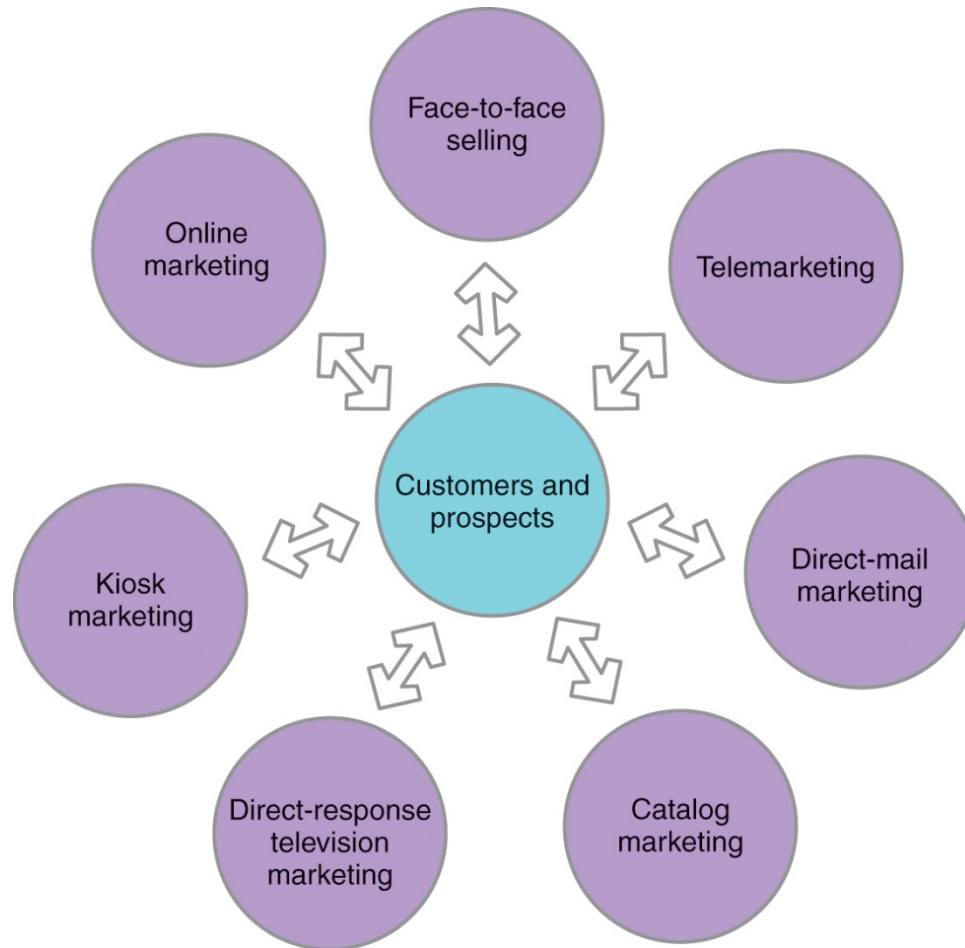 Face-to-face
selling
Telemarketing
Direct-mail
marketing
Catalog
marketing
Direct-response
television
marketing
Kiosk
marketing
Online
marketing
Customers and
prospects